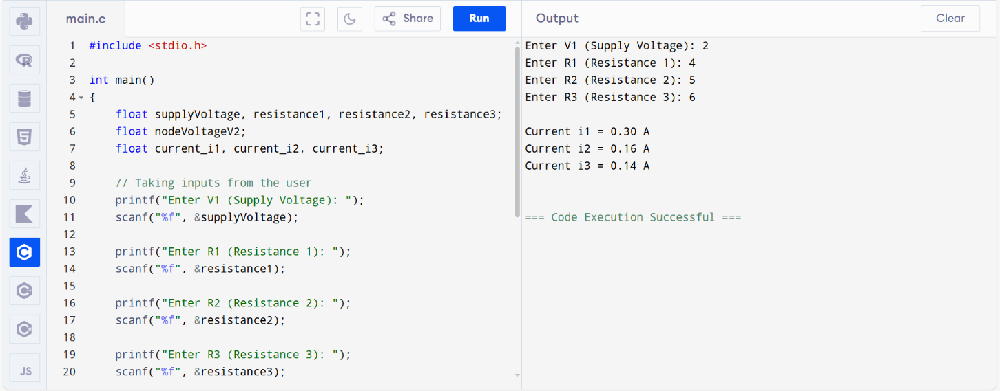 main.c
Share
Run
Output
Clear
1 #include <stdio.h>
2
3 int main()
4 {
5 float supplyVoltage, resistance1, resistance2, resistance3;
6 float nodeVoltageV2;
7 float current_i1, current_i2, current_i3;
8
9 // Taking inputs from the user
10 printf("Enter V1 (Supply Voltage): ");
11 scanf("%f", &supplyVoltage);
12
13 printf("Enter R1 (Resistance 1): ");
14 scanf("%f", &resistance1);
15
16 printf("Enter R2 (Resistance 2): ");
17 scanf("%f", &resistance2);
18
19 printf("Enter R3 (Resistance 3): ");
20 scanf("%f", &resistance3);
Enter V1 (Supply Voltage): 2
Enter R1 (Resistance 1): 4
Enter R2 (Resistance 2): 5
Enter R3 (Resistance 3): 6
Current i1 = 0.30 A
Current i2 = 0.16 A
Current i3 = 0.14 A
=== Code Execution Successful ===
R
5
C
C
C
JS